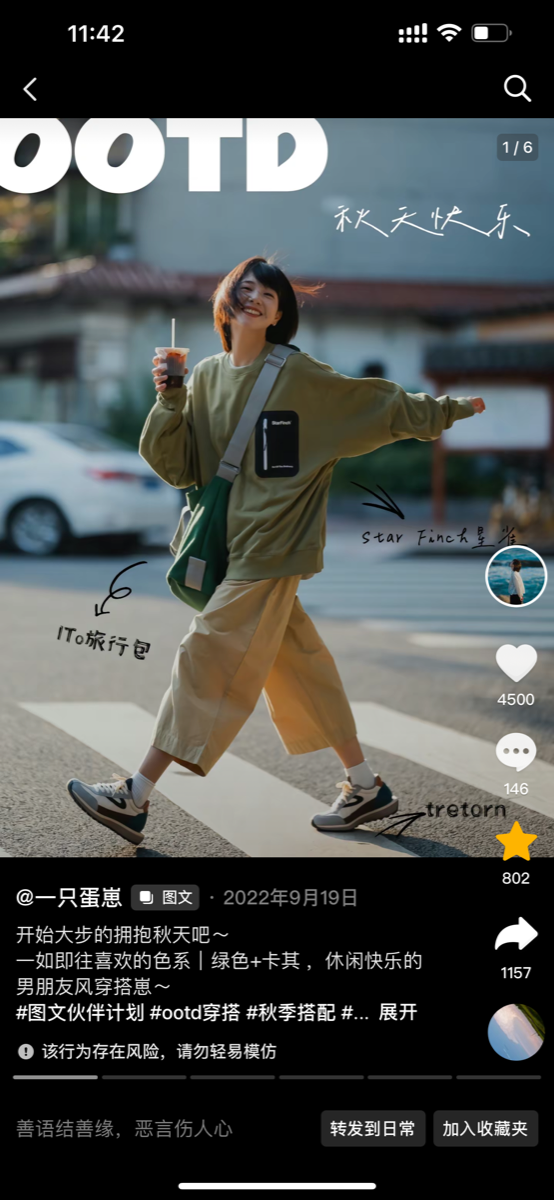 11:42
OOTD
1 / 6
秋天快乐
Star Finch星雀
ITo旅行包
4500
146
tretorn
802
@一只蛋崽 图文 · 2022年9月19日
开始大步的拥抱秋天吧～
一如即往喜欢的色系｜绿色+卡其 ，休闲快乐的
男朋友风穿搭崽～
#图文伙伴计划 #ootd穿搭 #秋季搭配 #... 展开
1157
该行为存在风险，请勿轻易模仿
善语结善缘，恶言伤人心
转发到日常
加入收藏夹